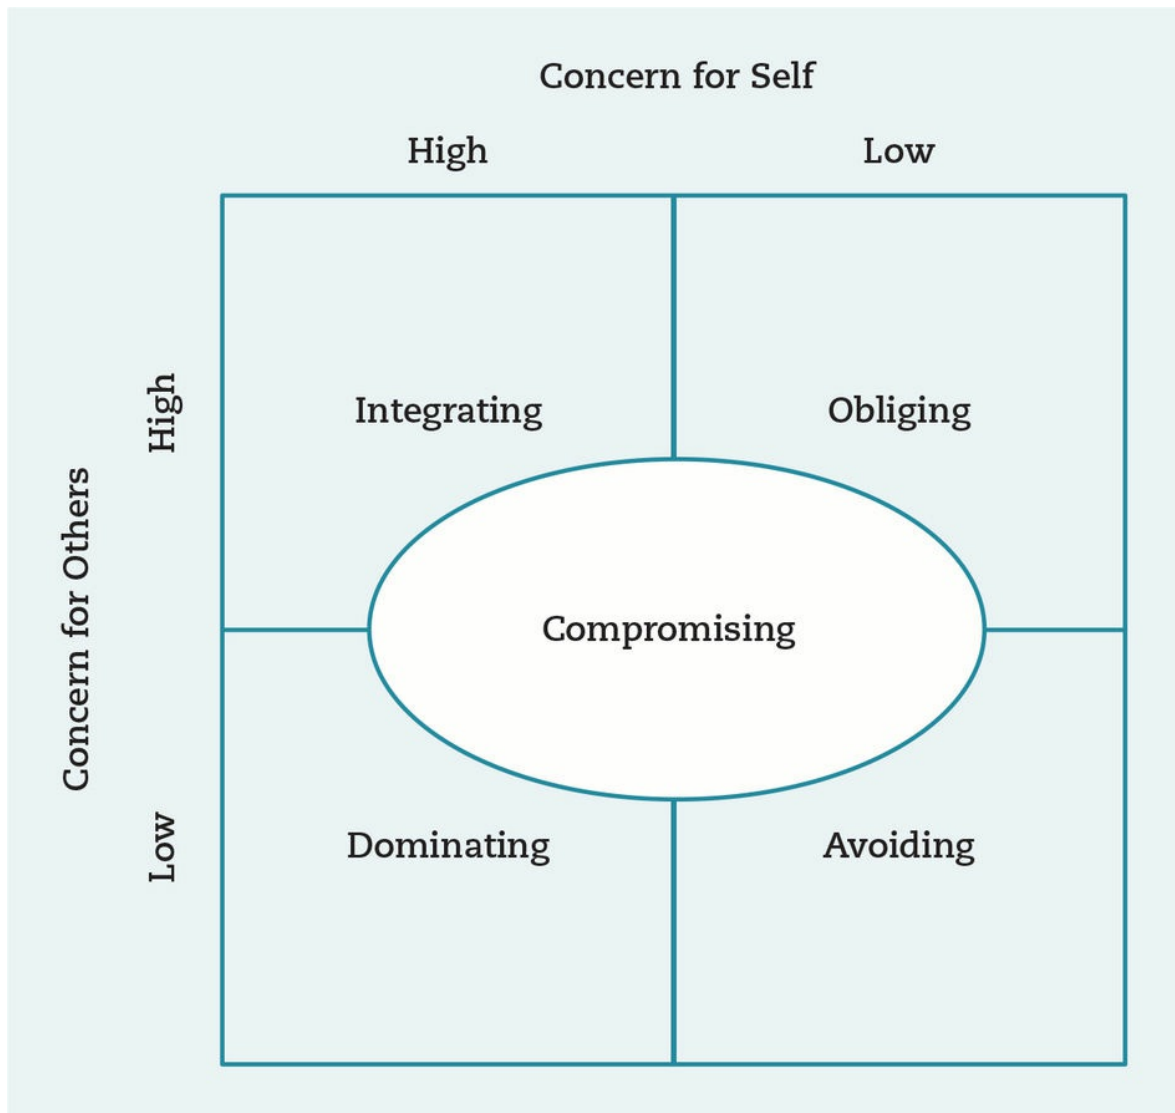 Concern for Self
High
Low
High
Integrating
Obliging
Concern for Others
Compromising
Low
Dominating
Avoiding